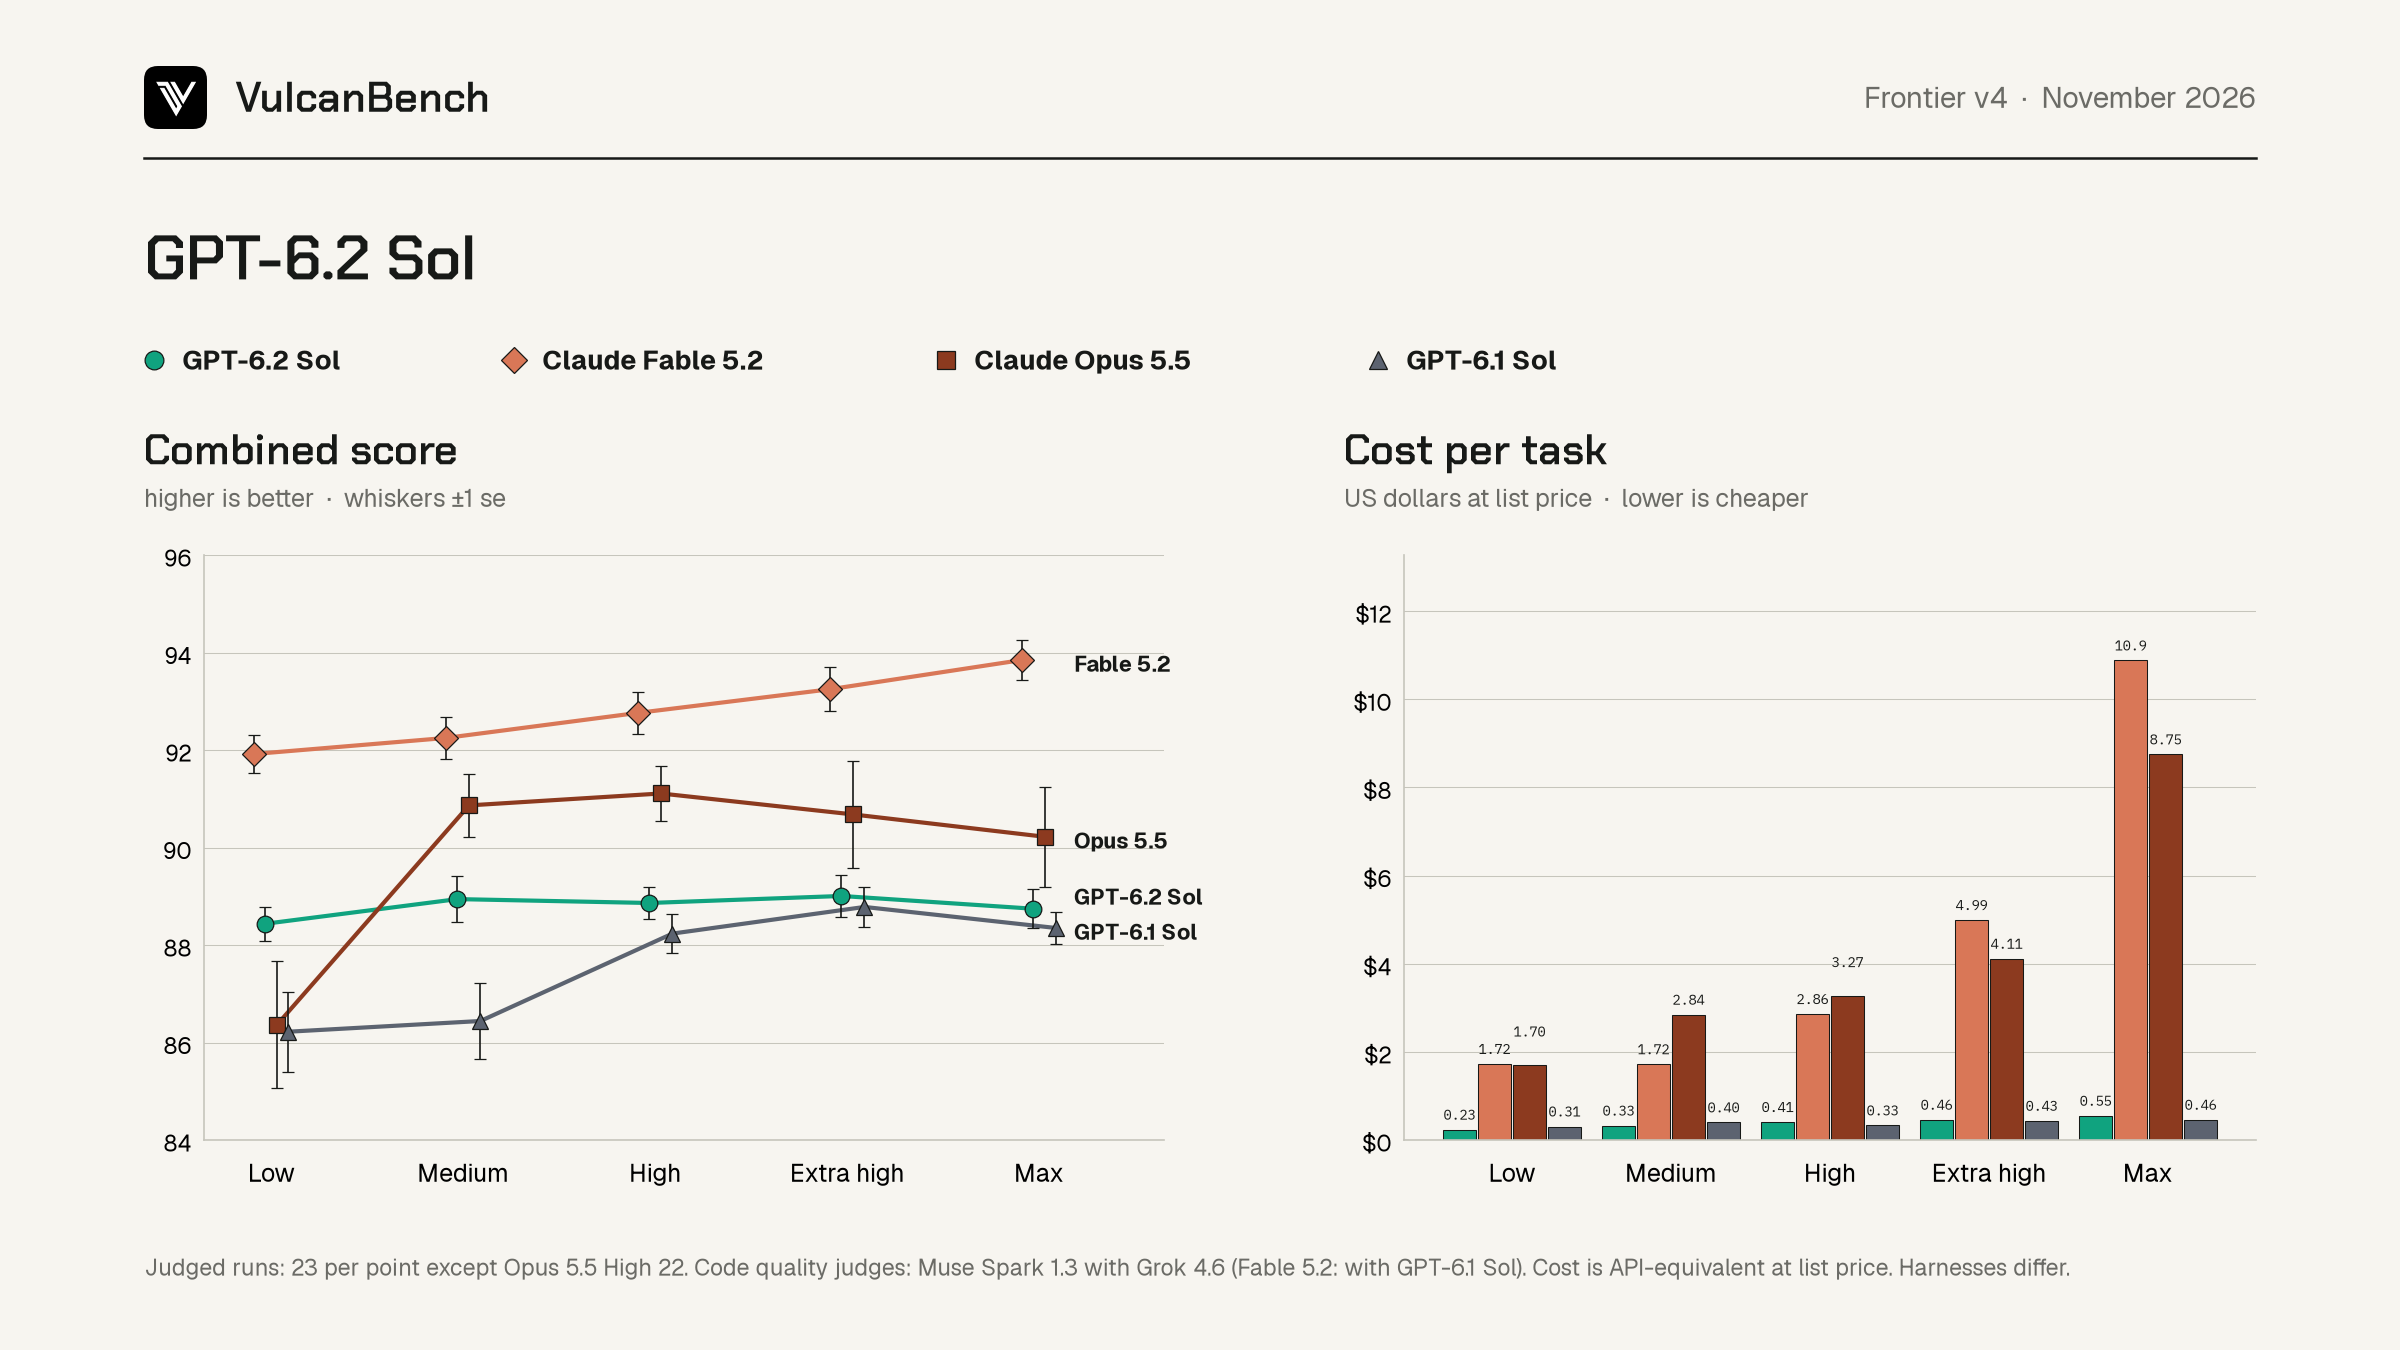 VulcanBench
Frontier v4 · November 2026
GPT-6.2 Sol
GPT-6.2 Sol
Claude Fable 5.2
Claude Opus 5.5
GPT-6.1 Sol
Combined score
higher is better · whiskers ±1 se
96
94
92
90
88
86
84
Fable 5.2
Opus 5.5
GPT-6.2 Sol
GPT-6.1 Sol
Low Medium High Extra high Max
Cost per task
US dollars at list price · lower is cheaper
$12
$10
$8
$6
$4
$2
$0
0.23 1.72 1.70 0.31
0.33 1.72 2.84 0.40
0.41 2.86 3.27 0.33
0.46 4.99 4.11 0.43
0.55 10.9 8.75 0.46
Low Medium High Extra high Max
Judged runs: 23 per point except Opus 5.5 High 22. Code quality judges: Muse Spark 1.3 with Grok 4.6 (Fable 5.2: with GPT-6.1 Sol). Cost is API-equivalent at list price. Harnesses differ.